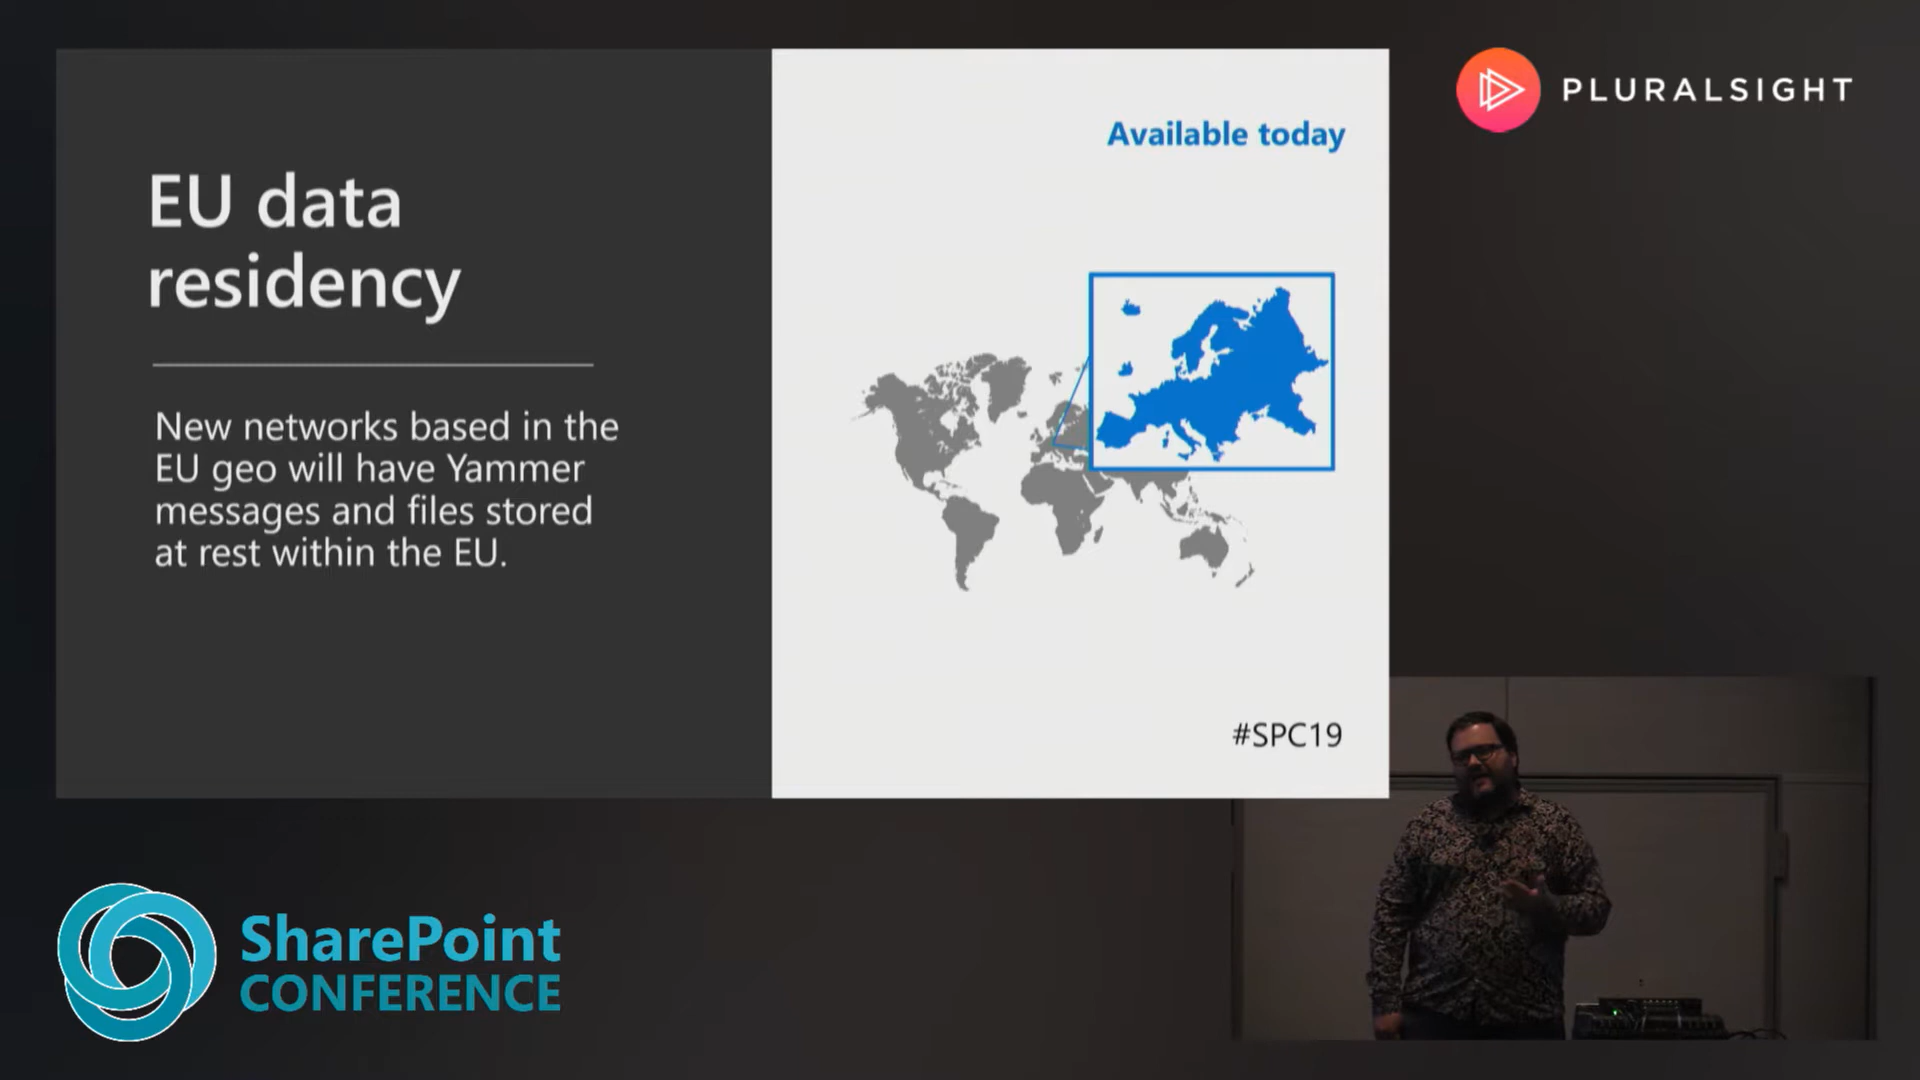 EU data
residency
New networks based in the
EU geo will have Yammer
messages and files stored
at rest within the EU.
Available today
#SPC19
PLURALSIGHT
SharePoint
CONFERENCE